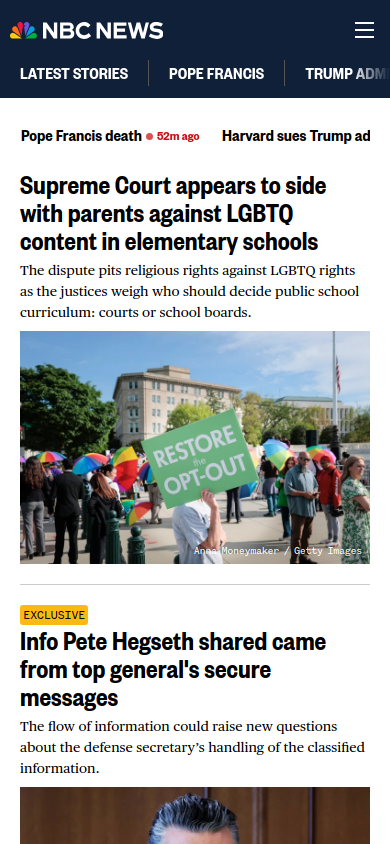 NBC NEWS
LATEST STORIES
POPE FRANCIS
TRUMP ADM
Pope Francis death
52m ago
Harvard sues Trump ad
Supreme Court appears to side
with parents against LGBTQ
content in elementary schools
The dispute pits religious rights against LGBTQ rights
as the justices weigh who should decide public school
curriculum: courts or school boards.
RESTORE
the
OPT-OUT
Anna Moneymaker / Getty Images
EXCLUSIVE
Info Pete Hegseth shared came
from top general's secure
messages
The flow of information could raise new questions
about the defense secretary’s handling of the classified
information.